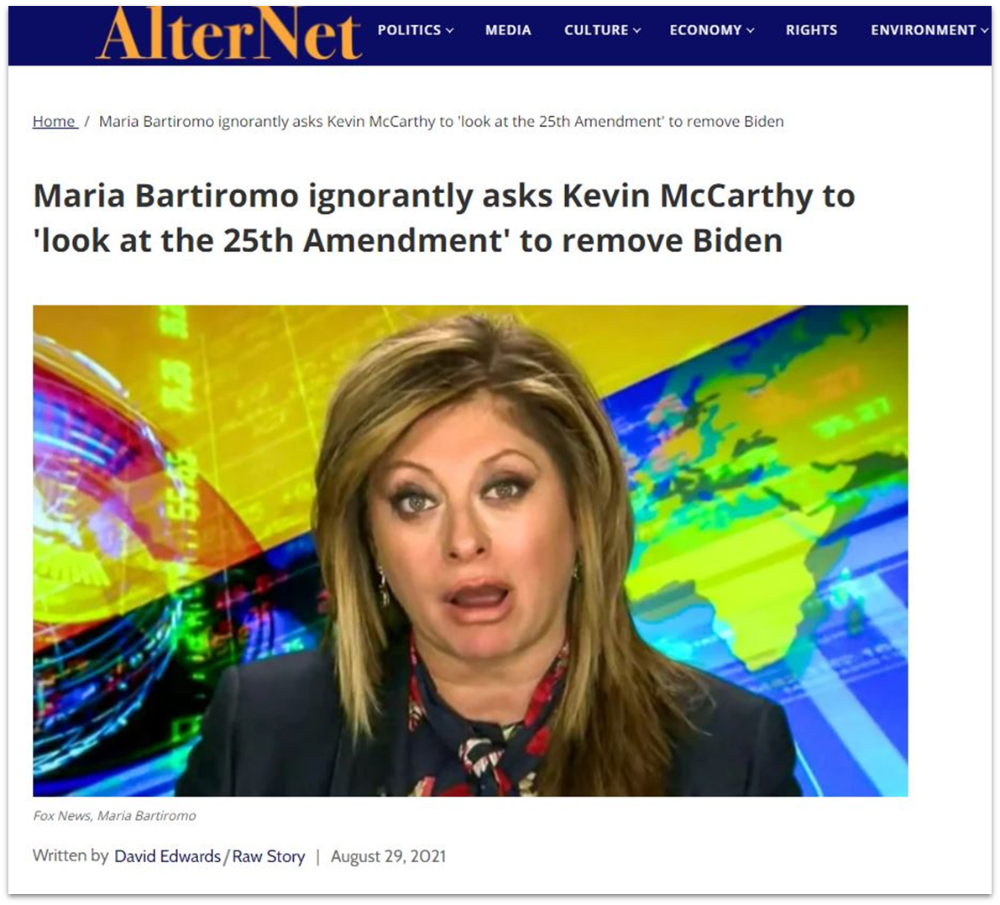 AlterNet POLITICS MEDIA CULTURE ECONOMY RIGHTS ENVIRONMENT
Home / Maria Bartiromo ignorantly asks Kevin McCarthy to 'look at the 25th Amendment' to remove Biden
Maria Bartiromo ignorantly asks Kevin McCarthy to
'look at the 25th Amendment' to remove Biden
Fox News, Maria Bartiromo
Written by David Edwards/Raw Story | August 29, 2021